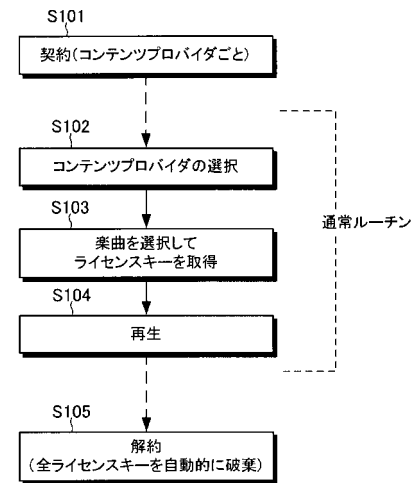 S101
契約(コンテンツプロバイダごと)
S102
コンテンツプロバイダの選択
S103
楽曲を選択して
ライセンスキーを取得
S104
再生
通常ルーチン
S105
解約
(全ライセンスキーを自動的に破棄)